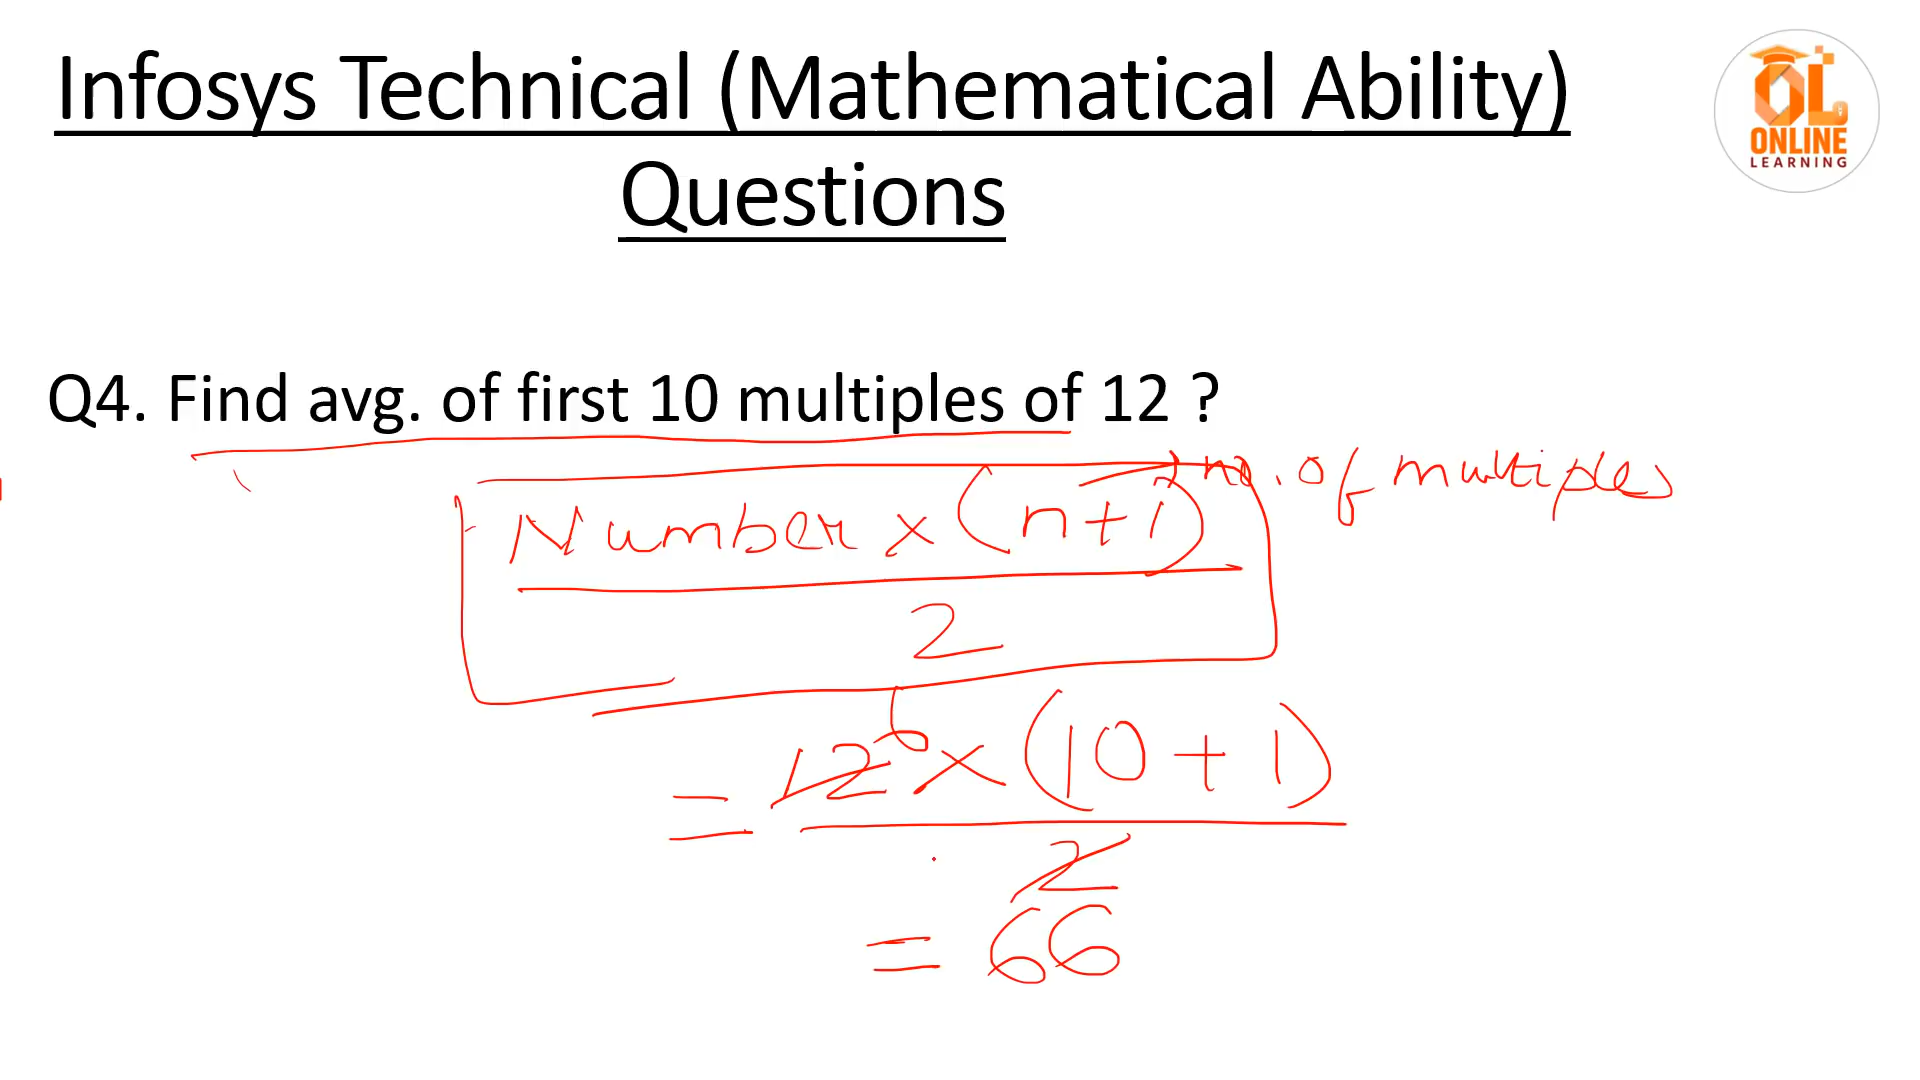 Infosys Technical (Mathematical Ability)
Questions
OL
ONLINE
LEARNING
Q4. Find avg. of first 10 multiples of 12 ?
no. of multiples
Number × (n+1)
2
6
= 12 × (10 + 1)
2
= 66